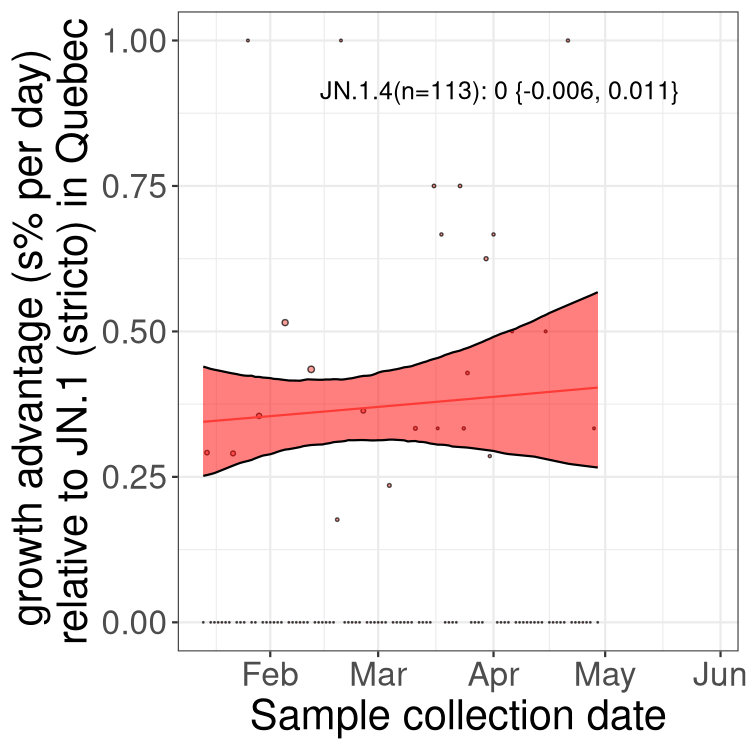 growth advantage (s% per day)
relative to JN.1 (stricto) in Quebec
1.00
0.75
0.50
0.25
0.00
JN.1.4(n=113): 0 {-0.006, 0.011}
Feb Mar Apr May Jun
Sample collection date